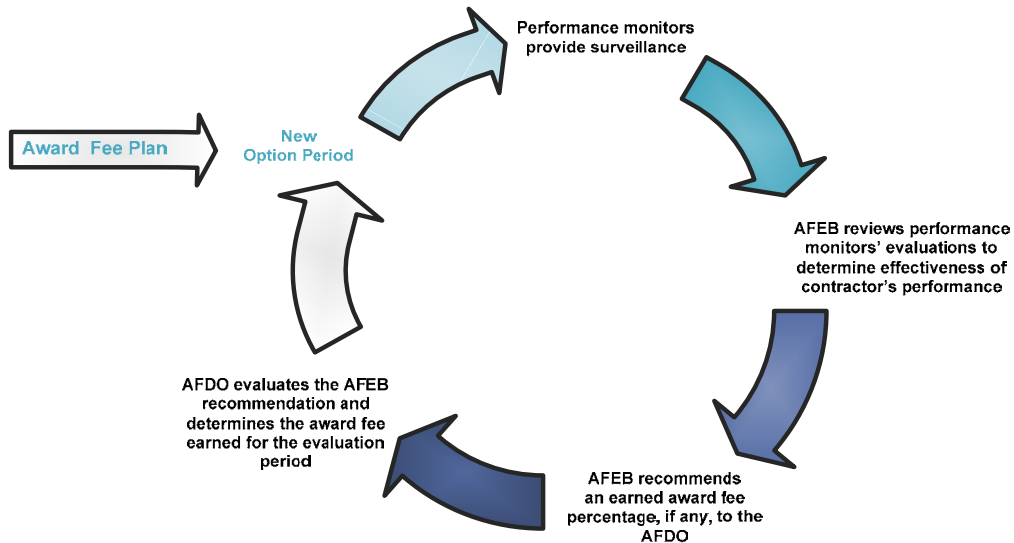 Award Fee Plan
New
Option Period
Performance monitors
provide surveillance
AFEB reviews performance
monitors' evaluations to
determine effectiveness of
contractor's performance
AFEB recommends
an earned award fee
percentage, if any, to the
AFDO
AFDO evaluates the AFEB
recommendation and
determines the award fee
earned for the evaluation
period